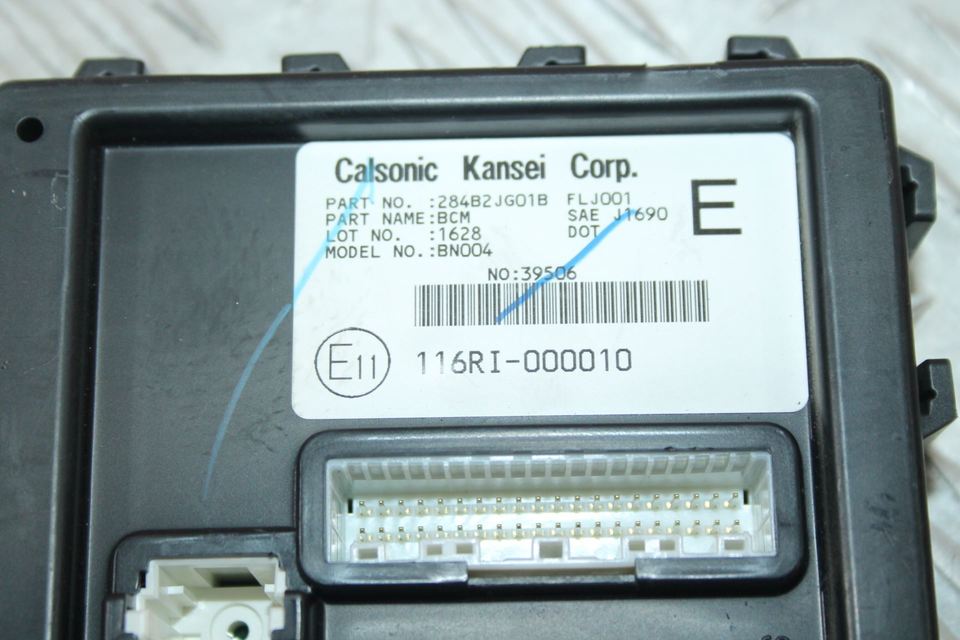 Calsonic Kansei Corp.
PART NO. :284B2JG01B FLJ001
PART NAME:BCM SAE J1690
LOT NO. :1628 DOT
MODEL NO.:BN004
E
NO:39506
E11 116RI-000010